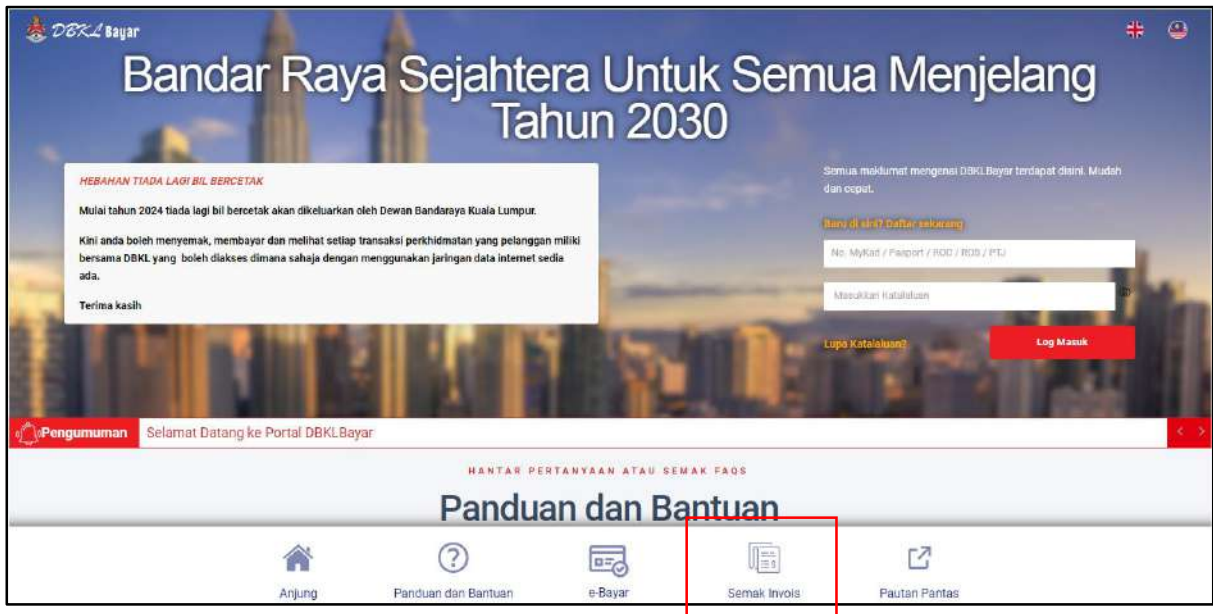 DBKL Bayar
Bandar Raya Sejahtera Untuk Semua Menjelang
Tahun 2030
HEBAHAN TIADA LAGI BIL BERCETAK
Mulai tahun 2024 tiada lagi bil bercetak akan dikeluarkan oleh Dewan Bandaraya Kuala Lumpur.
Kini anda boleh menyemak, membayar dan melihat setiap transaksi perkhidmatan yang pelanggan miliki
bersama DBKL yang boleh diakses dimana sahaja dengan menggunakan jaringan data internet sedia
ada.
Terima kasih
Semua maklumat mengenai DBKLBayar terdapat disini. Mudah
dan cepat.
Baru di sini? Daftar sekarang
No. MyKad / Pasport / ROC / ROB / PTJ
Masukkan Katalaluan
Lupa Katalaluan?
Log Masuk
Pengumuman
Selamat Datang ke Portal DBKLBayar
HANTAR PERTANYAAN ATAU SEMAK FAQS
Panduan dan Bantuan
Anjung
Panduan dan Bantuan
e-Bayar
Semak Invois
Pautan Pantas